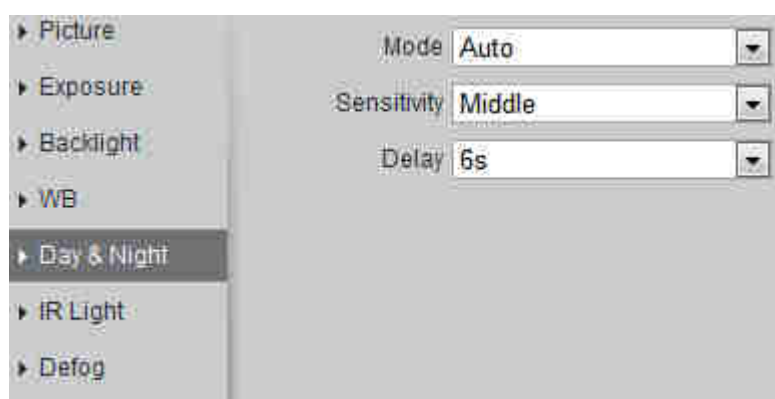 Picture
Exposure
Backlight
WB
Day & Night
IR Light
Defog
Mode Auto
Sensitivity Middle
Delay 6s